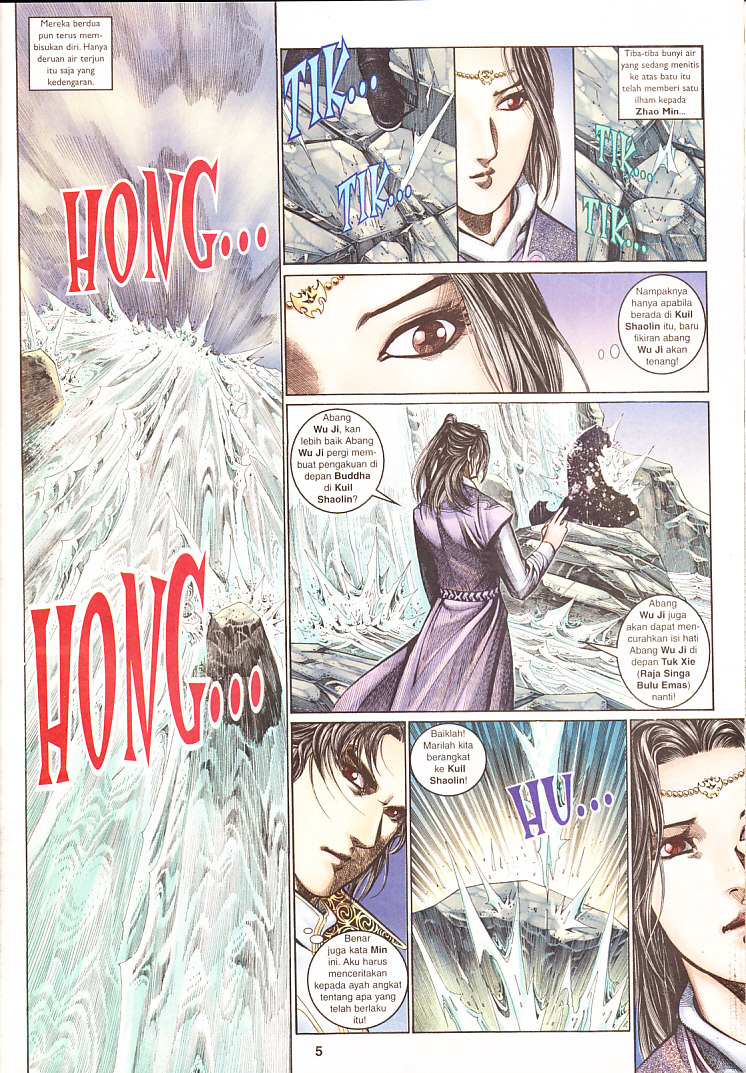 Mereka berdua
pun terus mem-
bisukan diri. Hanya
deruan air terjun
itu saja yang
kedengaran.
HONG...
HONG...
TIK...
TIK...
Tiba-tiba bunyi air
yang sedang menitis
ke atas batu itu
telah memberi satu
ilham kepada
Zhao Min...
TIK...
TIK...
Nampaknya
hanya apabila
berada di Kuil
Shaolin itu, baru
fikiran abang
Wu Ji akan
tenang!
Abang
Wu Ji, kan
lebih baik Abang
Wu Ji pergi mem-
buat pengakuan di
depan Buddha
di Kuil
Shaolin?
Abang
Wu Ji juga
akan dapat men-
curahkan isi hati
Abang Wu Ji di
depan Tuk Xie
(Raja Singa
Bulu Emas)
nanti!
Benar
juga kata Min
ini. Aku harus
menceritakan
kepada ayah angkat
tentang apa yang
telah berlaku
itu!
Baiklah!
Marilah kita
berangkat
ke Kuil
Shaolin!
HU...
5